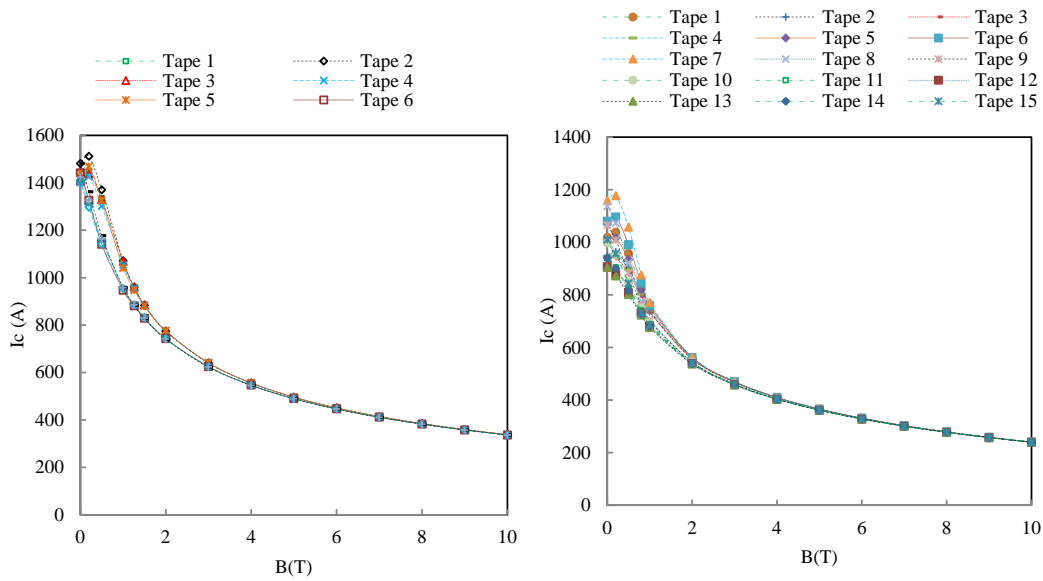 Tape 1 Tape 2
Tape 3 Tape 4
Tape 5 Tape 6
1600
1400
1200
1000
800
600
400
200
0
0 2 4 6 8 10
Ic (A)
B(T)
Tape 1 Tape 2 Tape 3
Tape 4 Tape 5 Tape 6
Tape 7 Tape 8 Tape 9
Tape 10 Tape 11 Tape 12
Tape 13 Tape 14 Tape 15
1400
1200
1000
800
600
400
200
0
0 2 4 6 8 10
Ic (A)
B(T)